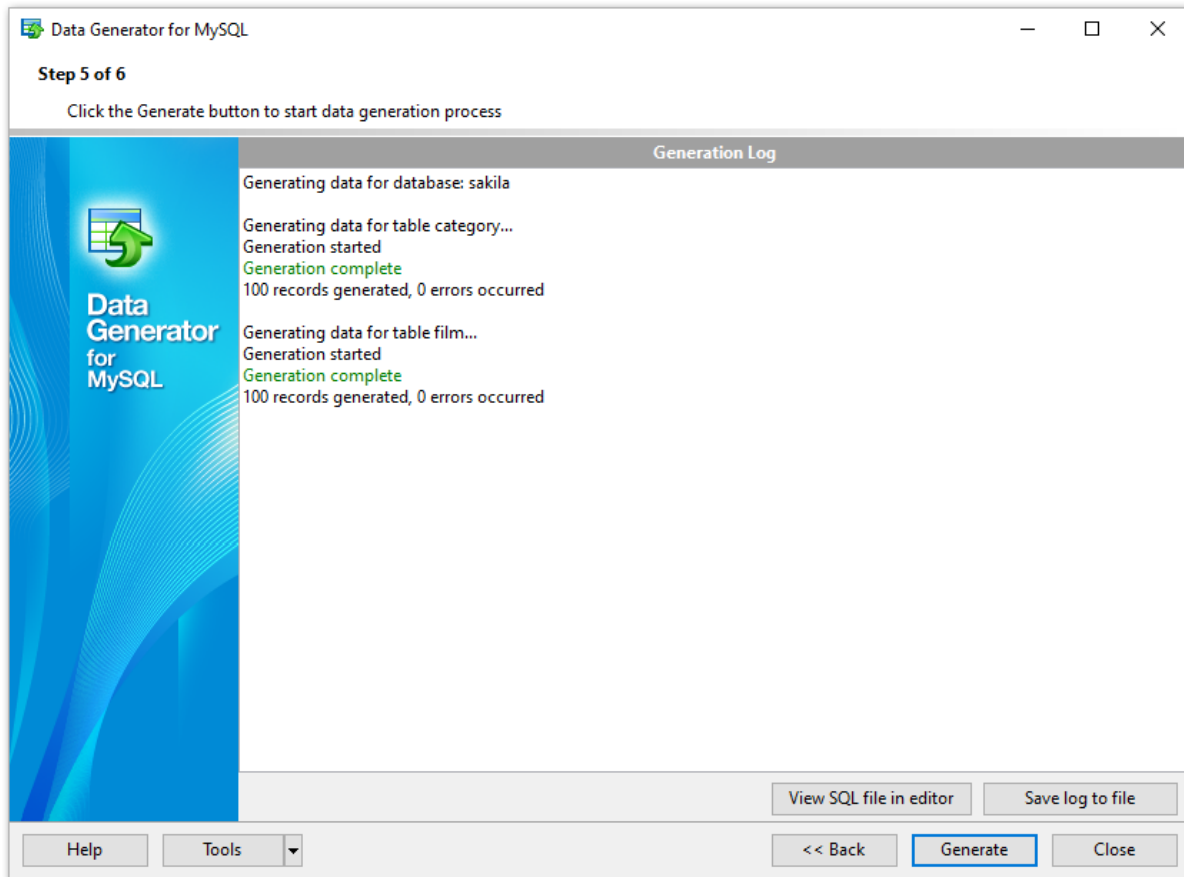 Data Generator for MySQL
Step 5 of 6
Click the Generate button to start data generation process
Generation Log
Data
Generator
for
MySQL
Generating data for database: sakila
Generating data for table category...
Generation started
Generation complete
100 records generated, 0 errors occurred
Generating data for table film...
Generation started
Generation complete
100 records generated, 0 errors occurred
View SQL file in editor
Save log to file
Help
Tools
<< Back
Generate
Close